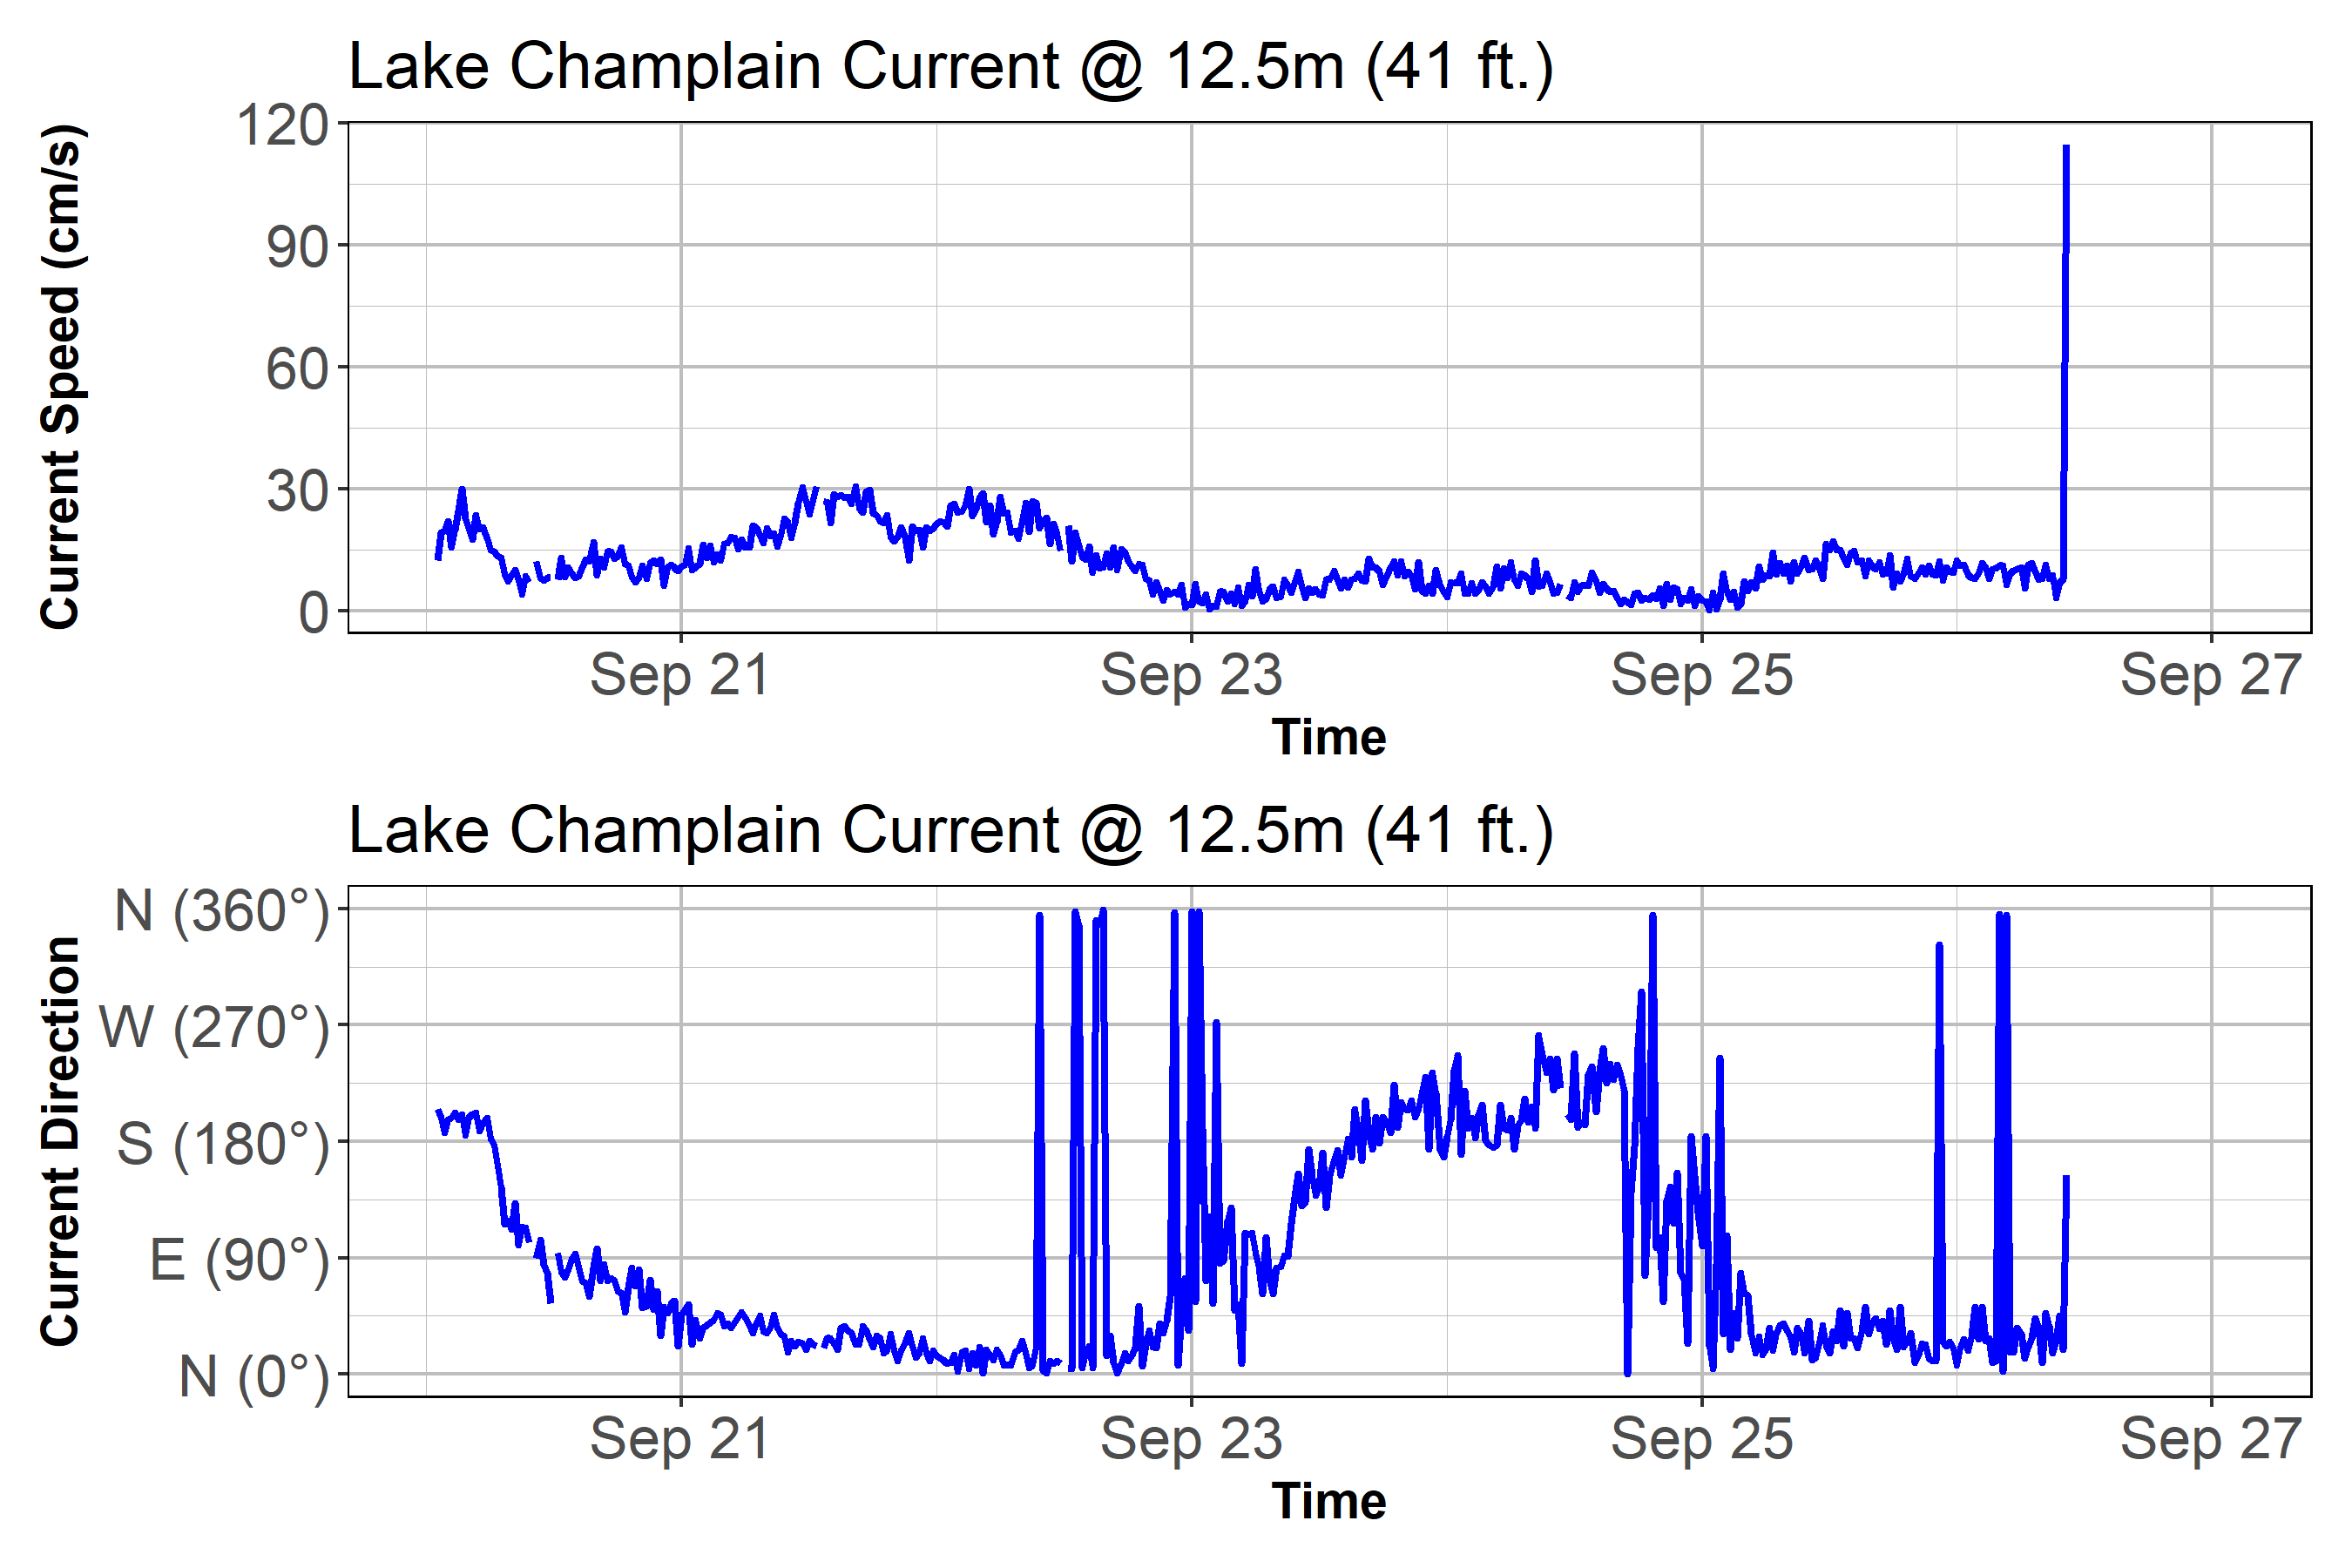 Lake Champlain Current @ 12.5m (41 ft.)
Current Speed (cm/s)
120
90
60
30
0
Sep 21 Sep 23 Sep 25 Sep 27
Time
Lake Champlain Current @ 12.5m (41 ft.)
Current Direction
N (360°)
W (270°)
S (180°)
E (90°)
N (0°)
Sep 21 Sep 23 Sep 25 Sep 27
Time